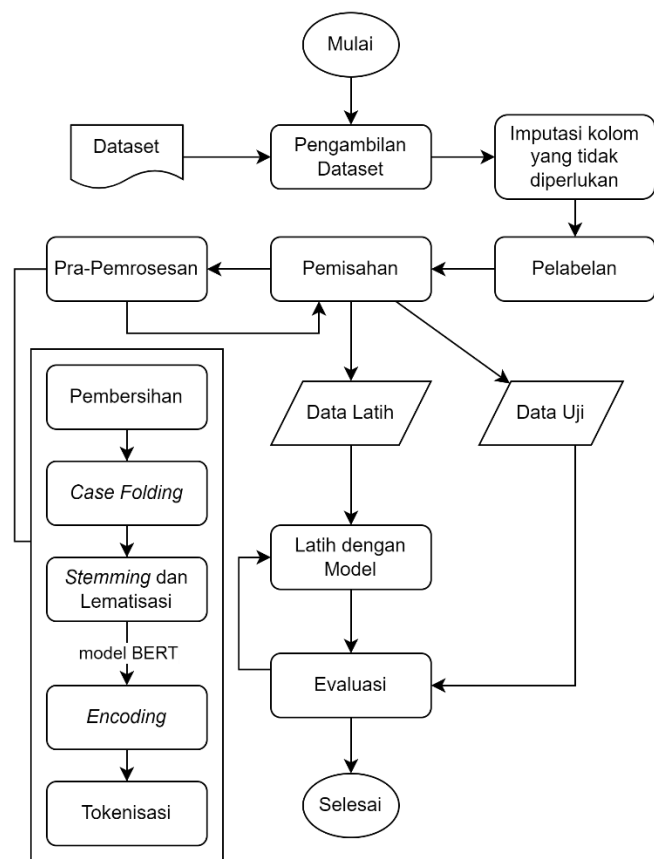 Mulai
Dataset
Pengambilan
Dataset
Imputasi kolom
yang tidak
diperlukan
Pra-Pemrosesan
Pemisahan
Pelabelan
Pembersihan
Case Folding
Stemming dan
Lematisasi
model BERT
Encoding
Tokenisasi
Data Latih
Data Uji
Latih dengan
Model
Evaluasi
Selesai